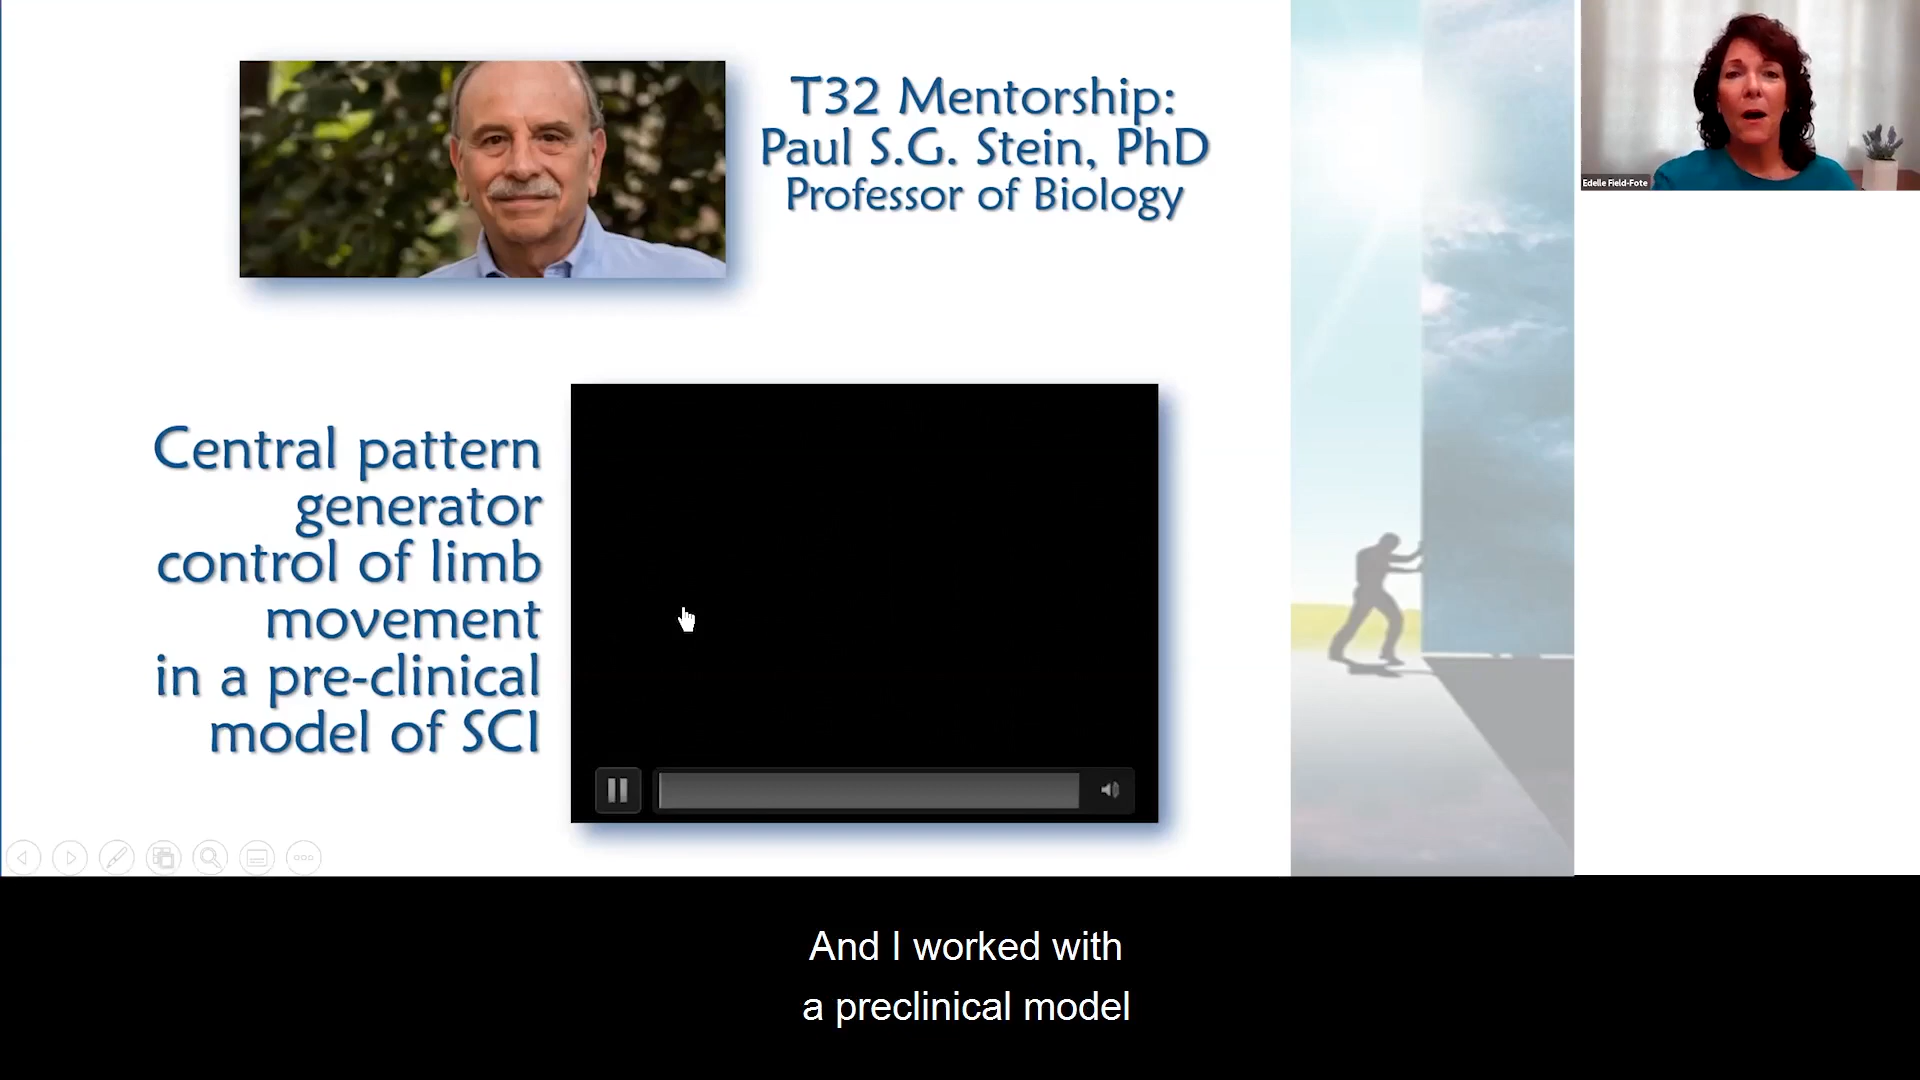 T32 Mentorship:
Paul S.G. Stein, PhD
Professor of Biology
Edelle Field-Fote
Central pattern
generator
control of limb
movement
in a pre-clinical
model of SCI
And I worked with
a preclinical model